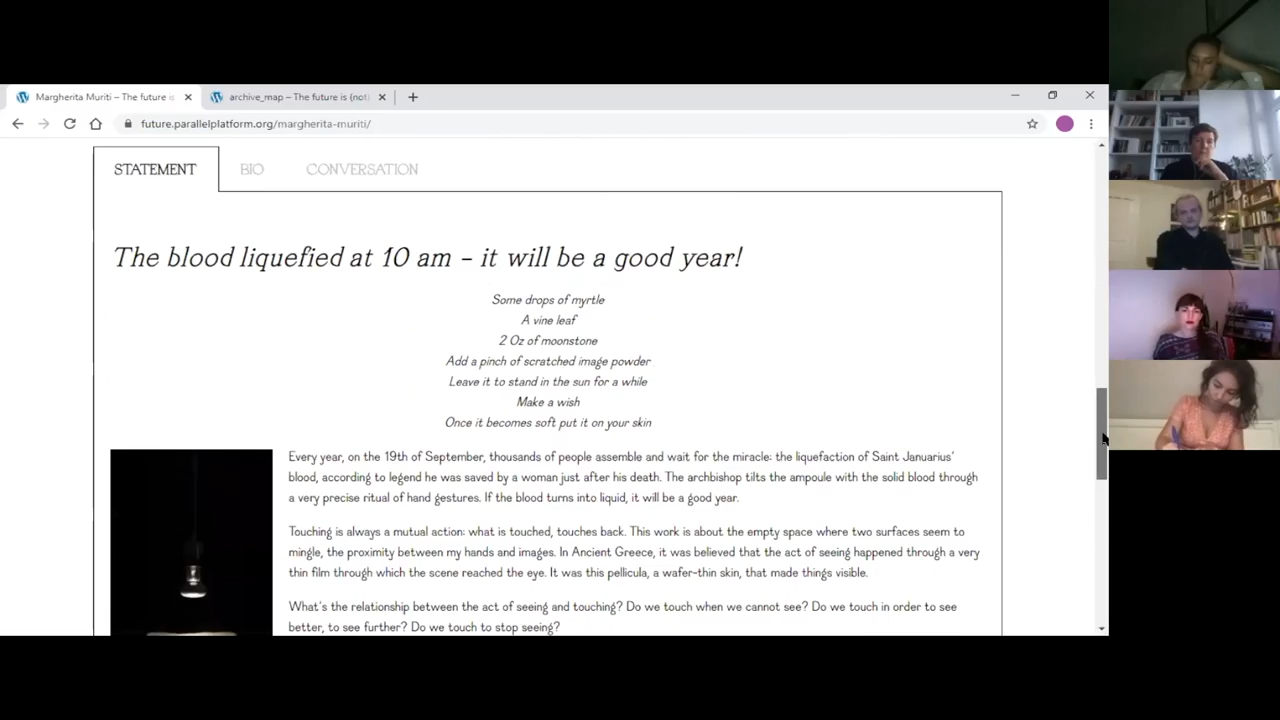 Margherita Muriti – The future is
archive_map – The future is (not)
future.parallelplatform.org/margherita-muriti/
STATEMENT BIO CONVERSATION
The blood liquefied at 10 am – it will be a good year!
Some drops of myrtle
A vine leaf
2 Oz of moonstone
Add a pinch of scratched image powder
Leave it to stand in the sun for a while
Make a wish
Once it becomes soft put it on your skin
Every year, on the 19th of September, thousands of people assemble and wait for the miracle: the liquefaction of Saint Januarius’
blood, according to legend he was saved by a woman just after his death. The archbishop tilts the ampoule with the solid blood through
a very precise ritual of hand gestures. If the blood turns into liquid, it will be a good year.
Touching is always a mutual action: what is touched, touches back. This work is about the empty space where two surfaces seem to
mingle, the proximity between my hands and images. In Ancient Greece, it was believed that the act of seeing happened through a very
thin film through which the scene reached the eye. It was this pellicula, a wafer-thin skin, that made things visible.
What’s the relationship between the act of seeing and touching? Do we touch when we cannot see? Do we touch in order to see
better, to see further? Do we touch to stop seeing?